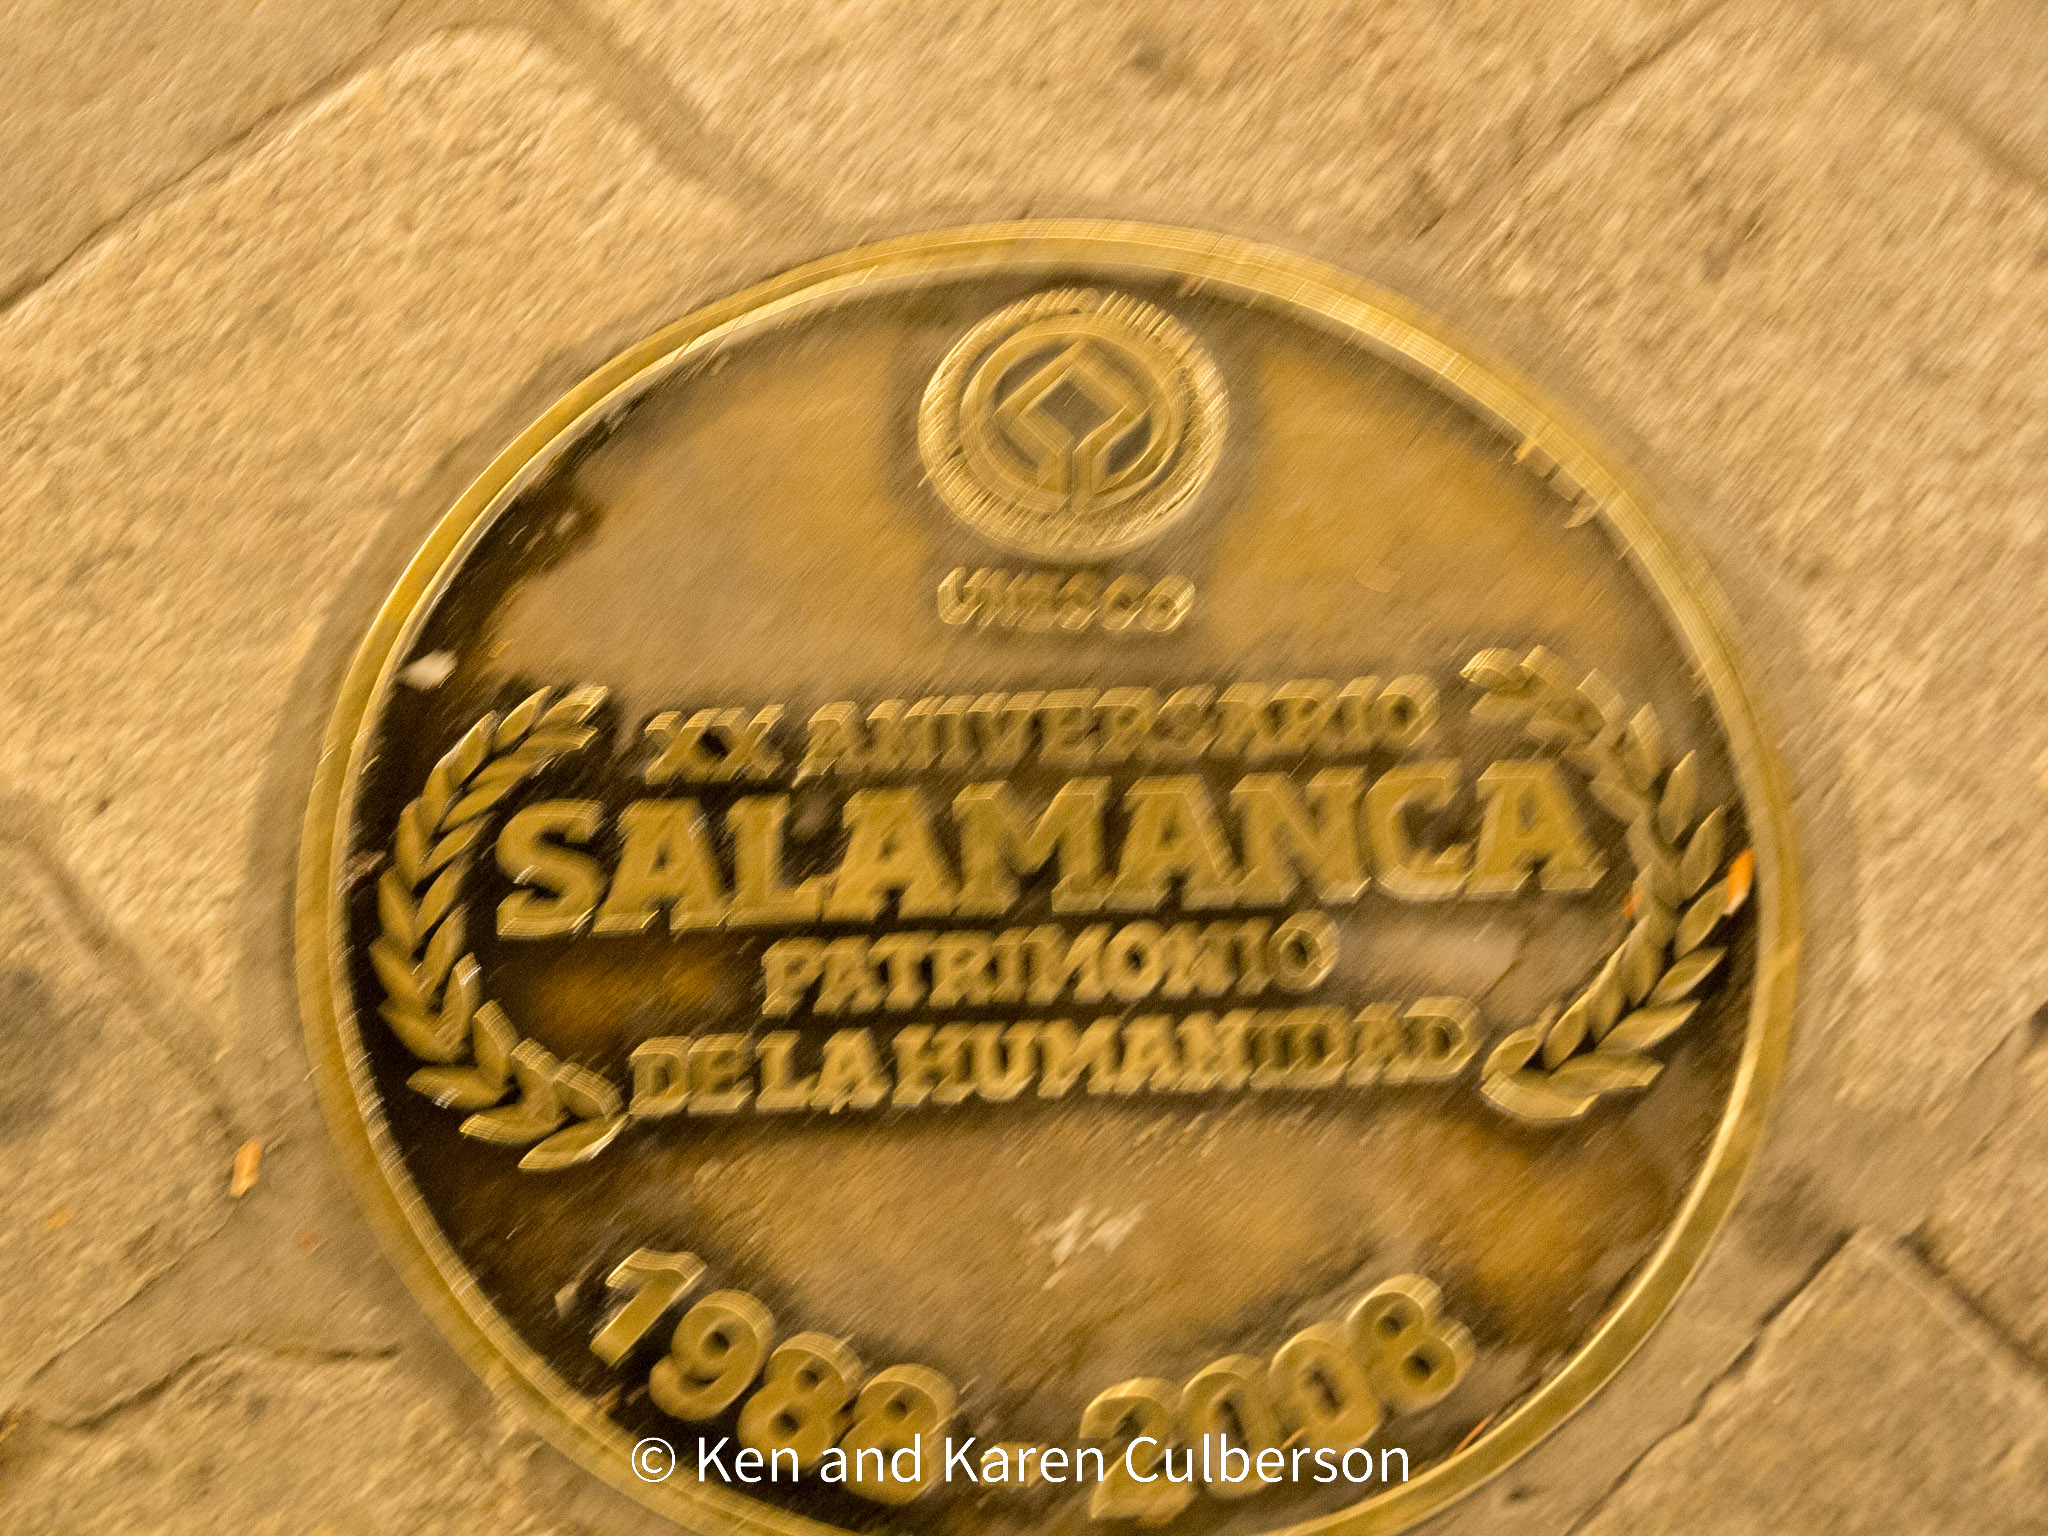 UNESCO
XX ANIVERSARIO
SALAMANCA
PATRIMONIO
DE LA HUMANIDAD
1988 - 2008
© Ken and Karen Culberson